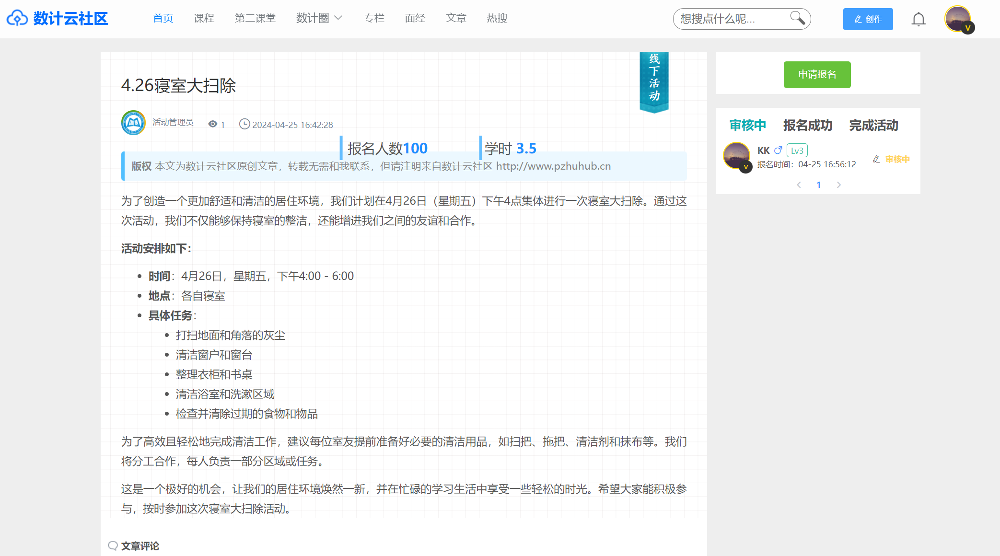 数计云社区
首页 课程 第二课堂 数计圈 专栏 面经 文章 热搜
想搜点什么呢...
创作
V
线下活动
4.26寝室大扫除
活动管理员 1 2024-04-25 16:42:28
报名人数100 学时 3.5
版权 本文为数计云社区原创文章，转载无需和我联系，但请注明来自数计云社区 http://www.pzhuhub.cn
为了创造一个更加舒适和清洁的居住环境，我们计划在4月26日（星期五）下午4点集体进行一次寝室大扫除。通过这
次活动，我们不仅能够保持寝室的整洁，还能增进我们之间的友谊和合作。
活动安排如下：
时间：4月26日，星期五，下午4:00 - 6:00
地点：各自寝室
具体任务：
打扫地面和角落的灰尘
清洁窗户和窗台
整理衣柜和书桌
清洁浴室和洗漱区域
检查并清除过期的食物和物品
为了高效且轻松地完成清洁工作，建议每位室友提前准备好必要的清洁用品，如扫把、拖把、清洁剂和抹布等。我们
将分工合作，每人负责一部分区域或任务。
这是一个极好的机会，让我们的居住环境焕然一新，并在忙碌的学习生活中享受一些轻松的时光。希望大家能积极参
与，按时参加这次寝室大扫除活动。
文章评论
申请报名
审核中 报名成功 完成活动
KK Lv3
V
报名时间：04-25 16:56:12
审核中
1